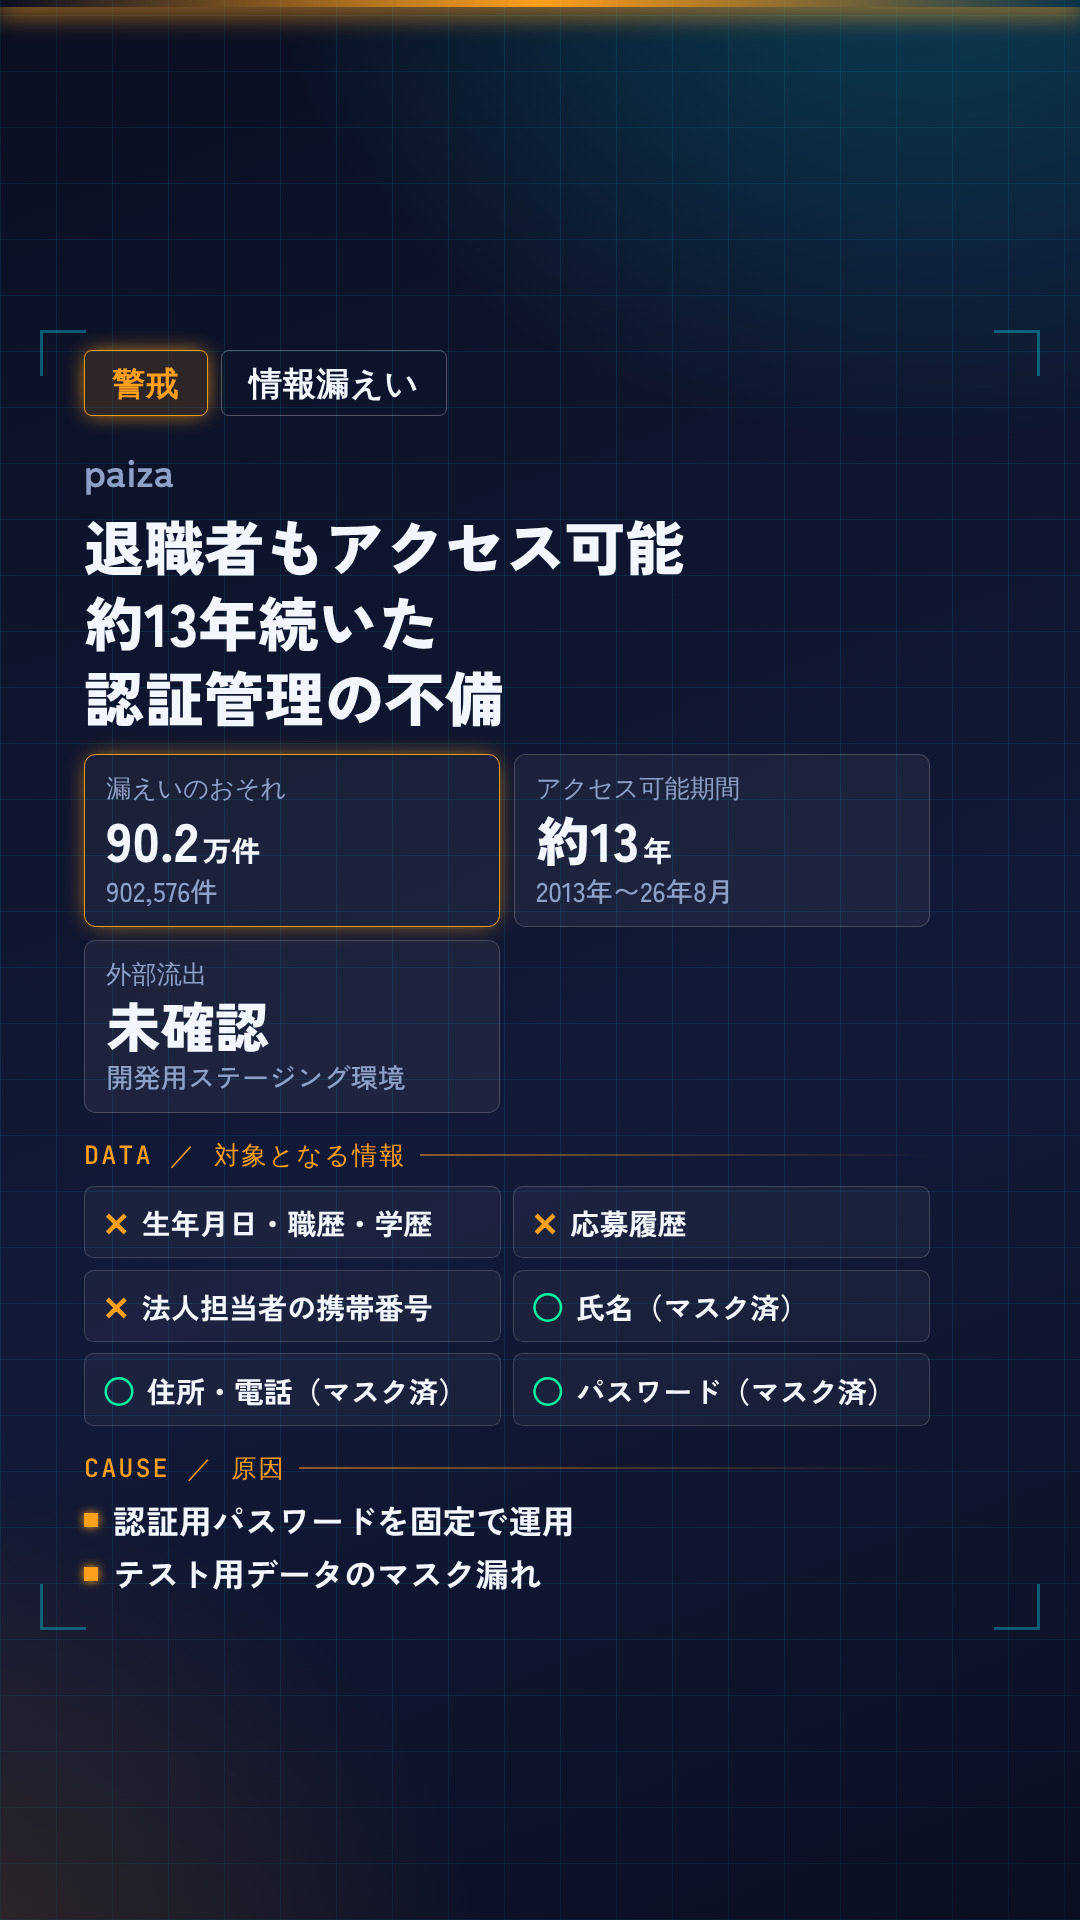 警戒
情報漏えい
paiza
退職者もアクセス可能
約13年続いた
認証管理の不備
漏えいのおそれ
90.2万件
902,576件
アクセス可能期間
約13年
2013年〜26年8月
外部流出
未確認
開発用ステージング環境
DATA ／ 対象となる情報
✕ 生年月日・職歴・学歴
✕ 応募履歴
✕ 法人担当者の携帯番号
◯ 氏名（マスク済）
◯ 住所・電話（マスク済）
◯ パスワード（マスク済）
CAUSE ／ 原因
■ 認証用パスワードを固定で運用
■ テスト用データのマスク漏れ